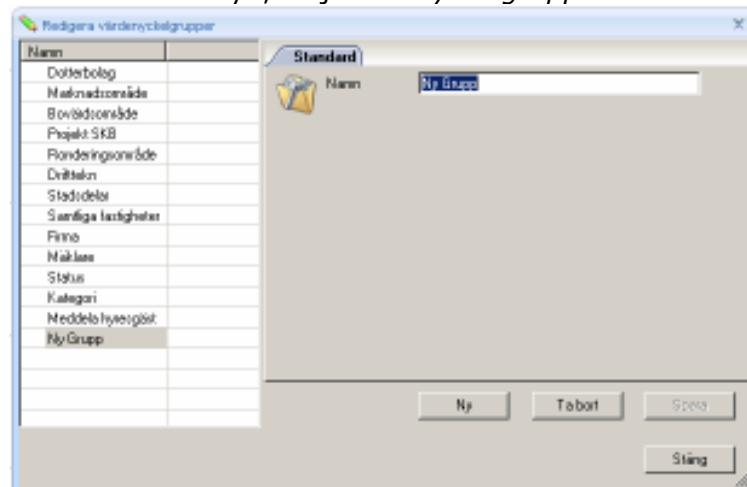 Redigera värdenyckelgrupper
Namn
Dotterbolag
Marknadsområde
Bovärdsområde
Projekt SKB
Ronderingsområde
Drifttekn
Stadsdelar
Samtliga fastigheter
Firma
Mäklare
Status
Kategori
Meddela hyresgäst
Ny Grupp
Standard
Namn
Ny Grupp
Ny
Ta bort
Spara
Stäng